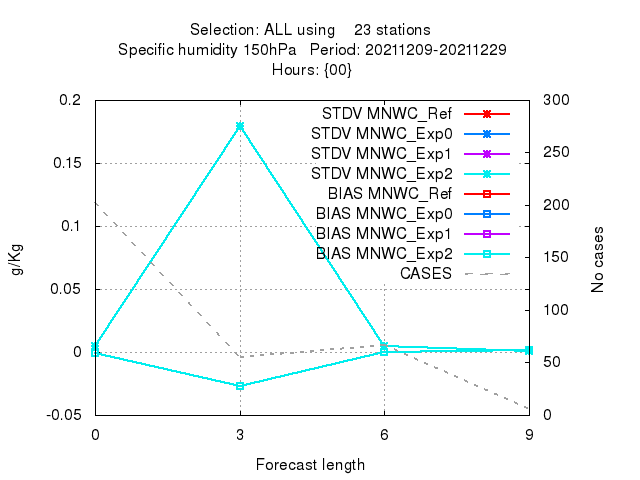 Selection: ALL using    23 stations
Specific humidity 150hPa   Period: 20211209-20211229
Hours: {00}
0.2
0.15
0.1
0.05
0
-0.05
g/Kg
STDV MNWC_Ref
STDV MNWC_Exp0
STDV MNWC_Exp1
STDV MNWC_Exp2
BIAS MNWC_Ref
BIAS MNWC_Exp0
BIAS MNWC_Exp1
BIAS MNWC_Exp2
CASES
300
250
200
150
100
50
0
No cases
0 3 6 9
Forecast length